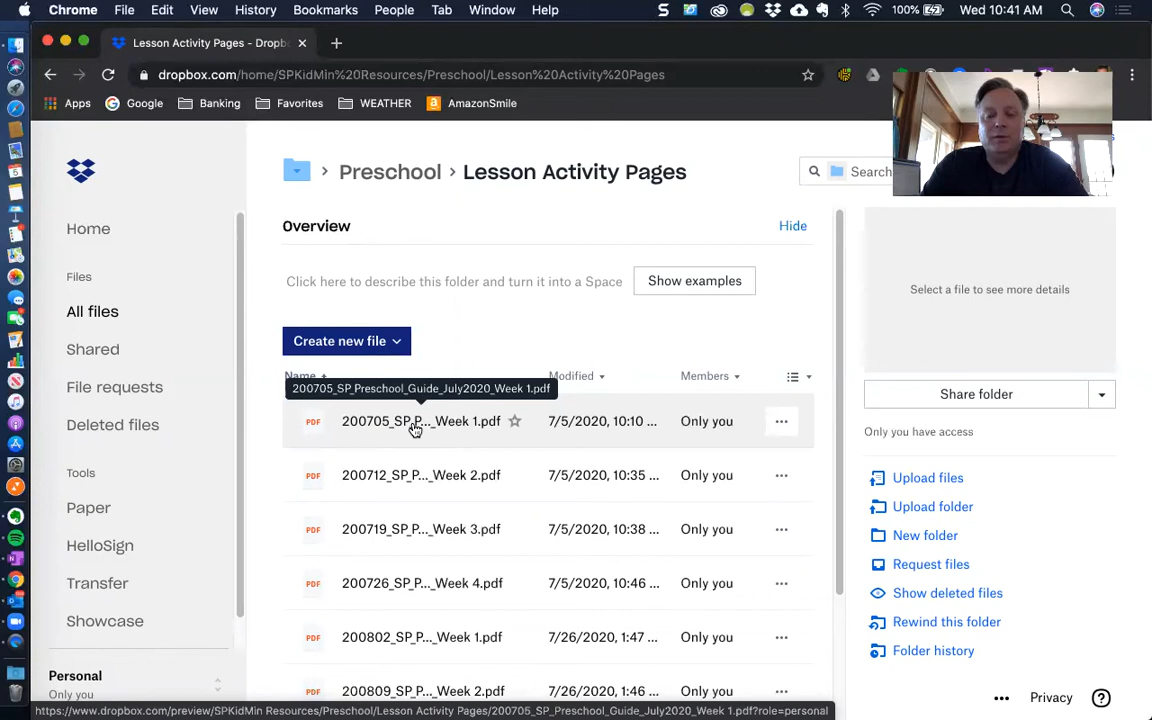 Chrome File Edit View History Bookmarks People Tab Window Help 100% Wed 10:41 AM
Lesson Activity Pages - Dropb
dropbox.com/home/SPKidMin%20Resources/Preschool/Lesson%20Activity%20Pages
Apps Google Banking Favorites WEATHER AmazonSmile
Preschool › Lesson Activity Pages Search
Home
Overview Hide
Files
Click here to describe this folder and turn it into a Space Show examples
Select a file to see more details
All files
Create new file
Shared
Name Modified Members
File requests
200705_SP_Preschool_Guide_July2020_Week 1.pdf
Share folder
Deleted files
PDF 200705_SP_P..._Week 1.pdf 7/5/2020, 10:10 ... Only you ...
Only you have access
Tools
PDF 200712_SP_P..._Week 2.pdf 7/5/2020, 10:35 ... Only you ...
Upload files
Paper
Upload folder
PDF 200719_SP_P..._Week 3.pdf 7/5/2020, 10:38 ... Only you ...
New folder
HelloSign
Request files
Transfer
PDF 200726_SP_P..._Week 4.pdf 7/5/2020, 10:46 ... Only you ...
Show deleted files
Showcase
Rewind this folder
PDF 200802_SP_P..._Week 1.pdf 7/26/2020, 1:47 ... Only you ...
Folder history
Personal
Only you
200809_SP_P..._Week 2.pdf 7/26/2020, 1:46 ... Only you ...
... Privacy
https://www.dropbox.com/preview/SPKidMin Resources/Preschool/Lesson Activity Pages/200705_SP_Preschool_Guide_July2020_Week 1.pdf?role=personal